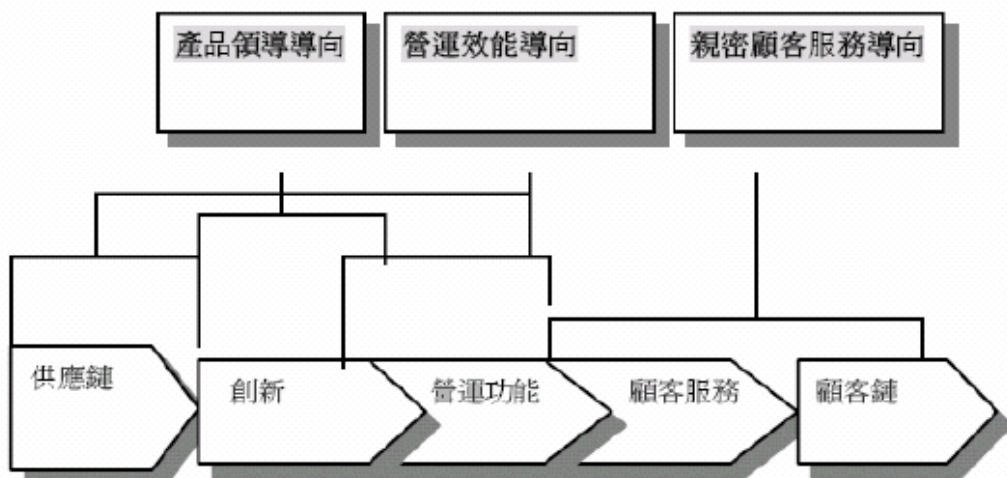 產品領導導向
營運效能導向
親密顧客服務導向
供應鏈
創新
營運功能
顧客服務
顧客鏈